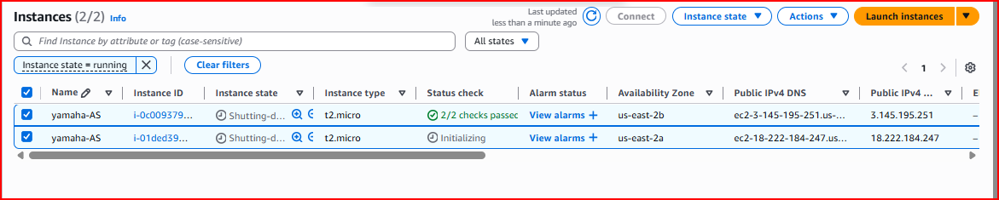 Instances (2/2) Info
Last updated
less than a minute ago
Connect
Instance state
Actions
Launch instances
Find Instance by attribute or tag (case-sensitive)
All states
Instance state = running
Clear filters
1
Name Instance ID Instance state Instance type Status check Alarm status Availability Zone Public IPv4 DNS Public IPv4 ...
yamaha-AS i-0c009379... Shutting-d... t2.micro 2/2 checks passed View alarms + us-east-2b ec2-3-145-195-251.us-... 3.145.195.251 –
yamaha-AS i-01ded39... Shutting-d... t2.micro Initializing View alarms + us-east-2a ec2-18-222-184-247.us... 18.222.184.247 –